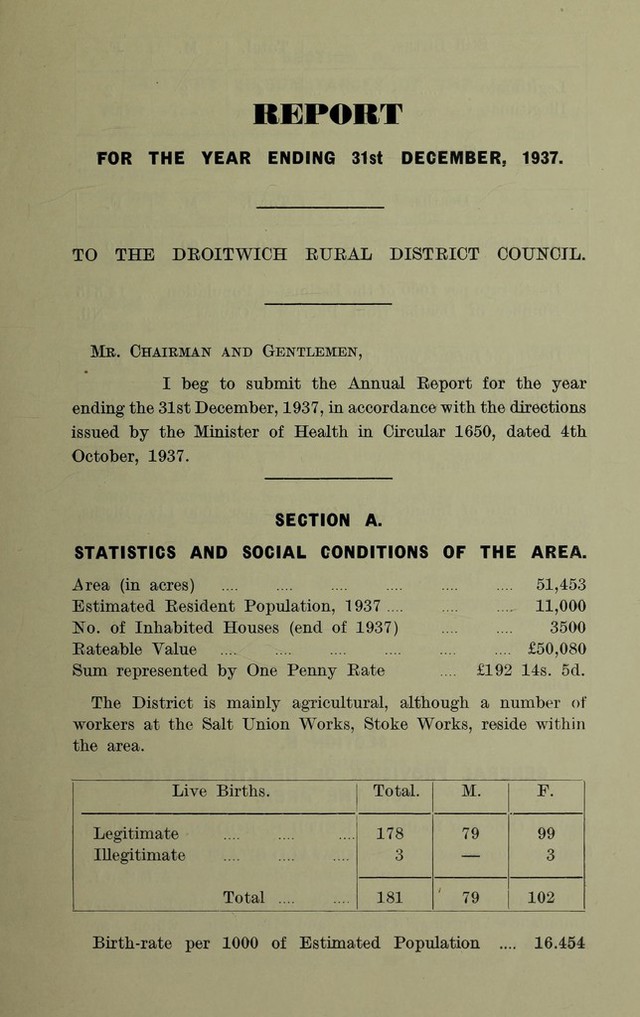 REPORT
FOR THE YEAR ENDING 31st DECEMBER, 1937.
TO THE DROITWICH RURAL DISTRICT COUNCIL.
Mr. Chairman and Gentlemen,
I beg to submit the Annual Report for the year
ending the 31st December, 1937, in accordance with the directions
issued by the Minister of Health in Circular 1650, dated 4th
October, 1937.
SECTION A.
STATISTICS AND SOCIAL CONDITIONS OF THE AREA.
Area (in acres) .... .... .... .... .... .... 51,453
Estimated Resident Population, 1937 .... .... .... 11,000
No. of Inhabited Houses (end of 1937) .... .... 3500
Rateable Value .... .... .... .... .... .... £50,080
Sum represented by One Penny Rate .... £192 14s. 5d.
The District is mainly agricultural, although a number of
workers at the Salt Union Works, Stoke Works, reside within
the area.
Live Births. Total. M. F.
Legitimate .... .... .... 178 79 99
Illegitimate .... .... .... 3 — 3
Total .... .... 181 79 102
Birth-rate per 1000 of Estimated Population .... 16.454